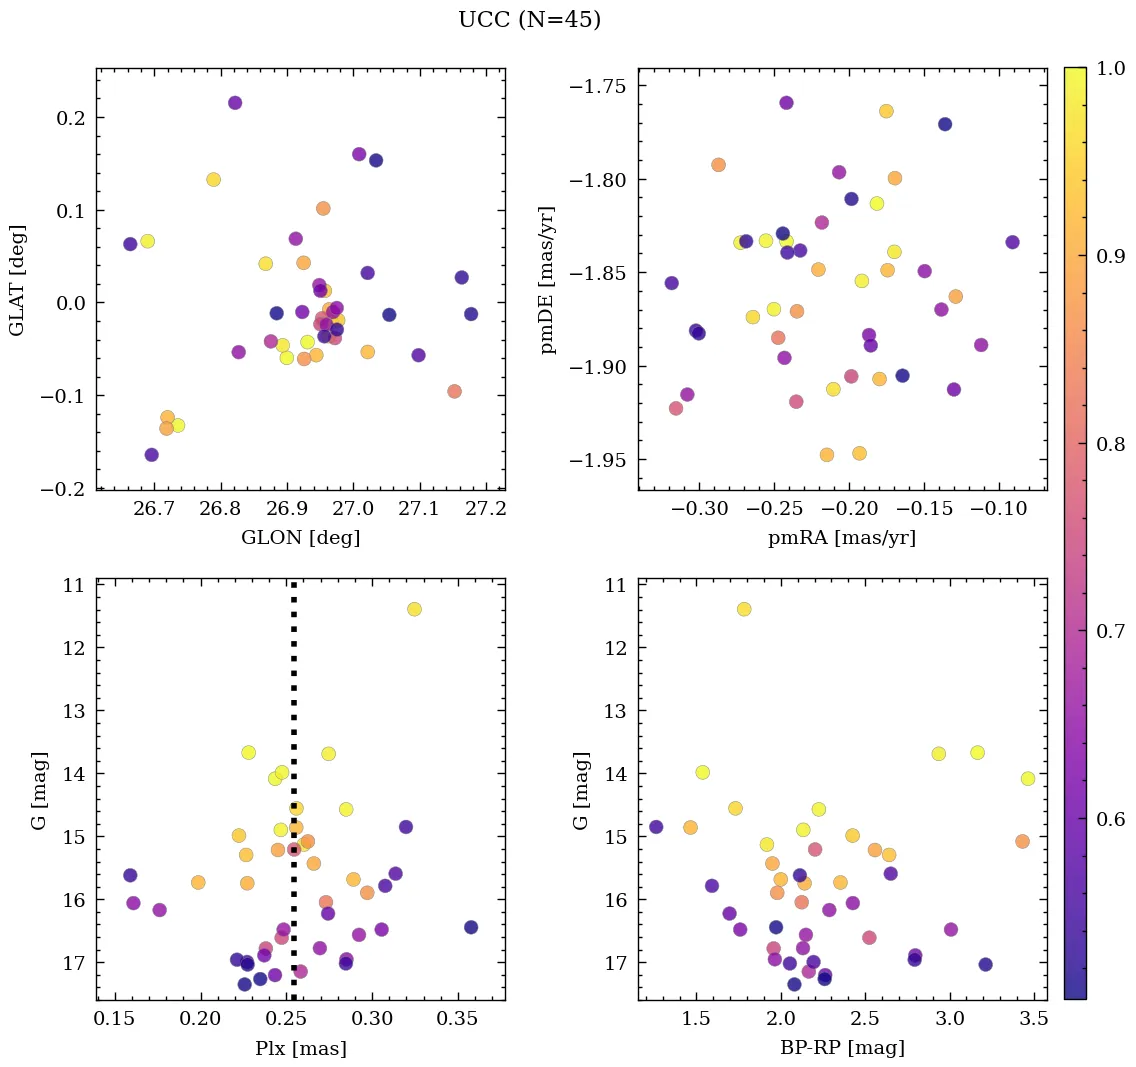 UCC (N=45)
0.2
0.1
0.0
−0.1
−0.2
GLAT [deg]
26.7 26.8 26.9 27.0 27.1 27.2
GLON [deg]
−1.75
−1.80
−1.85
−1.90
−1.95
pmDE [mas/yr]
−0.30 −0.25 −0.20 −0.15 −0.10
pmRA [mas/yr]
11
12
13
14
15
16
17
G [mag]
0.15 0.20 0.25 0.30 0.35
Plx [mas]
11
12
13
14
15
16
17
G [mag]
1.5 2.0 2.5 3.0 3.5
BP-RP [mag]
1.0
0.9
0.8
0.7
0.6